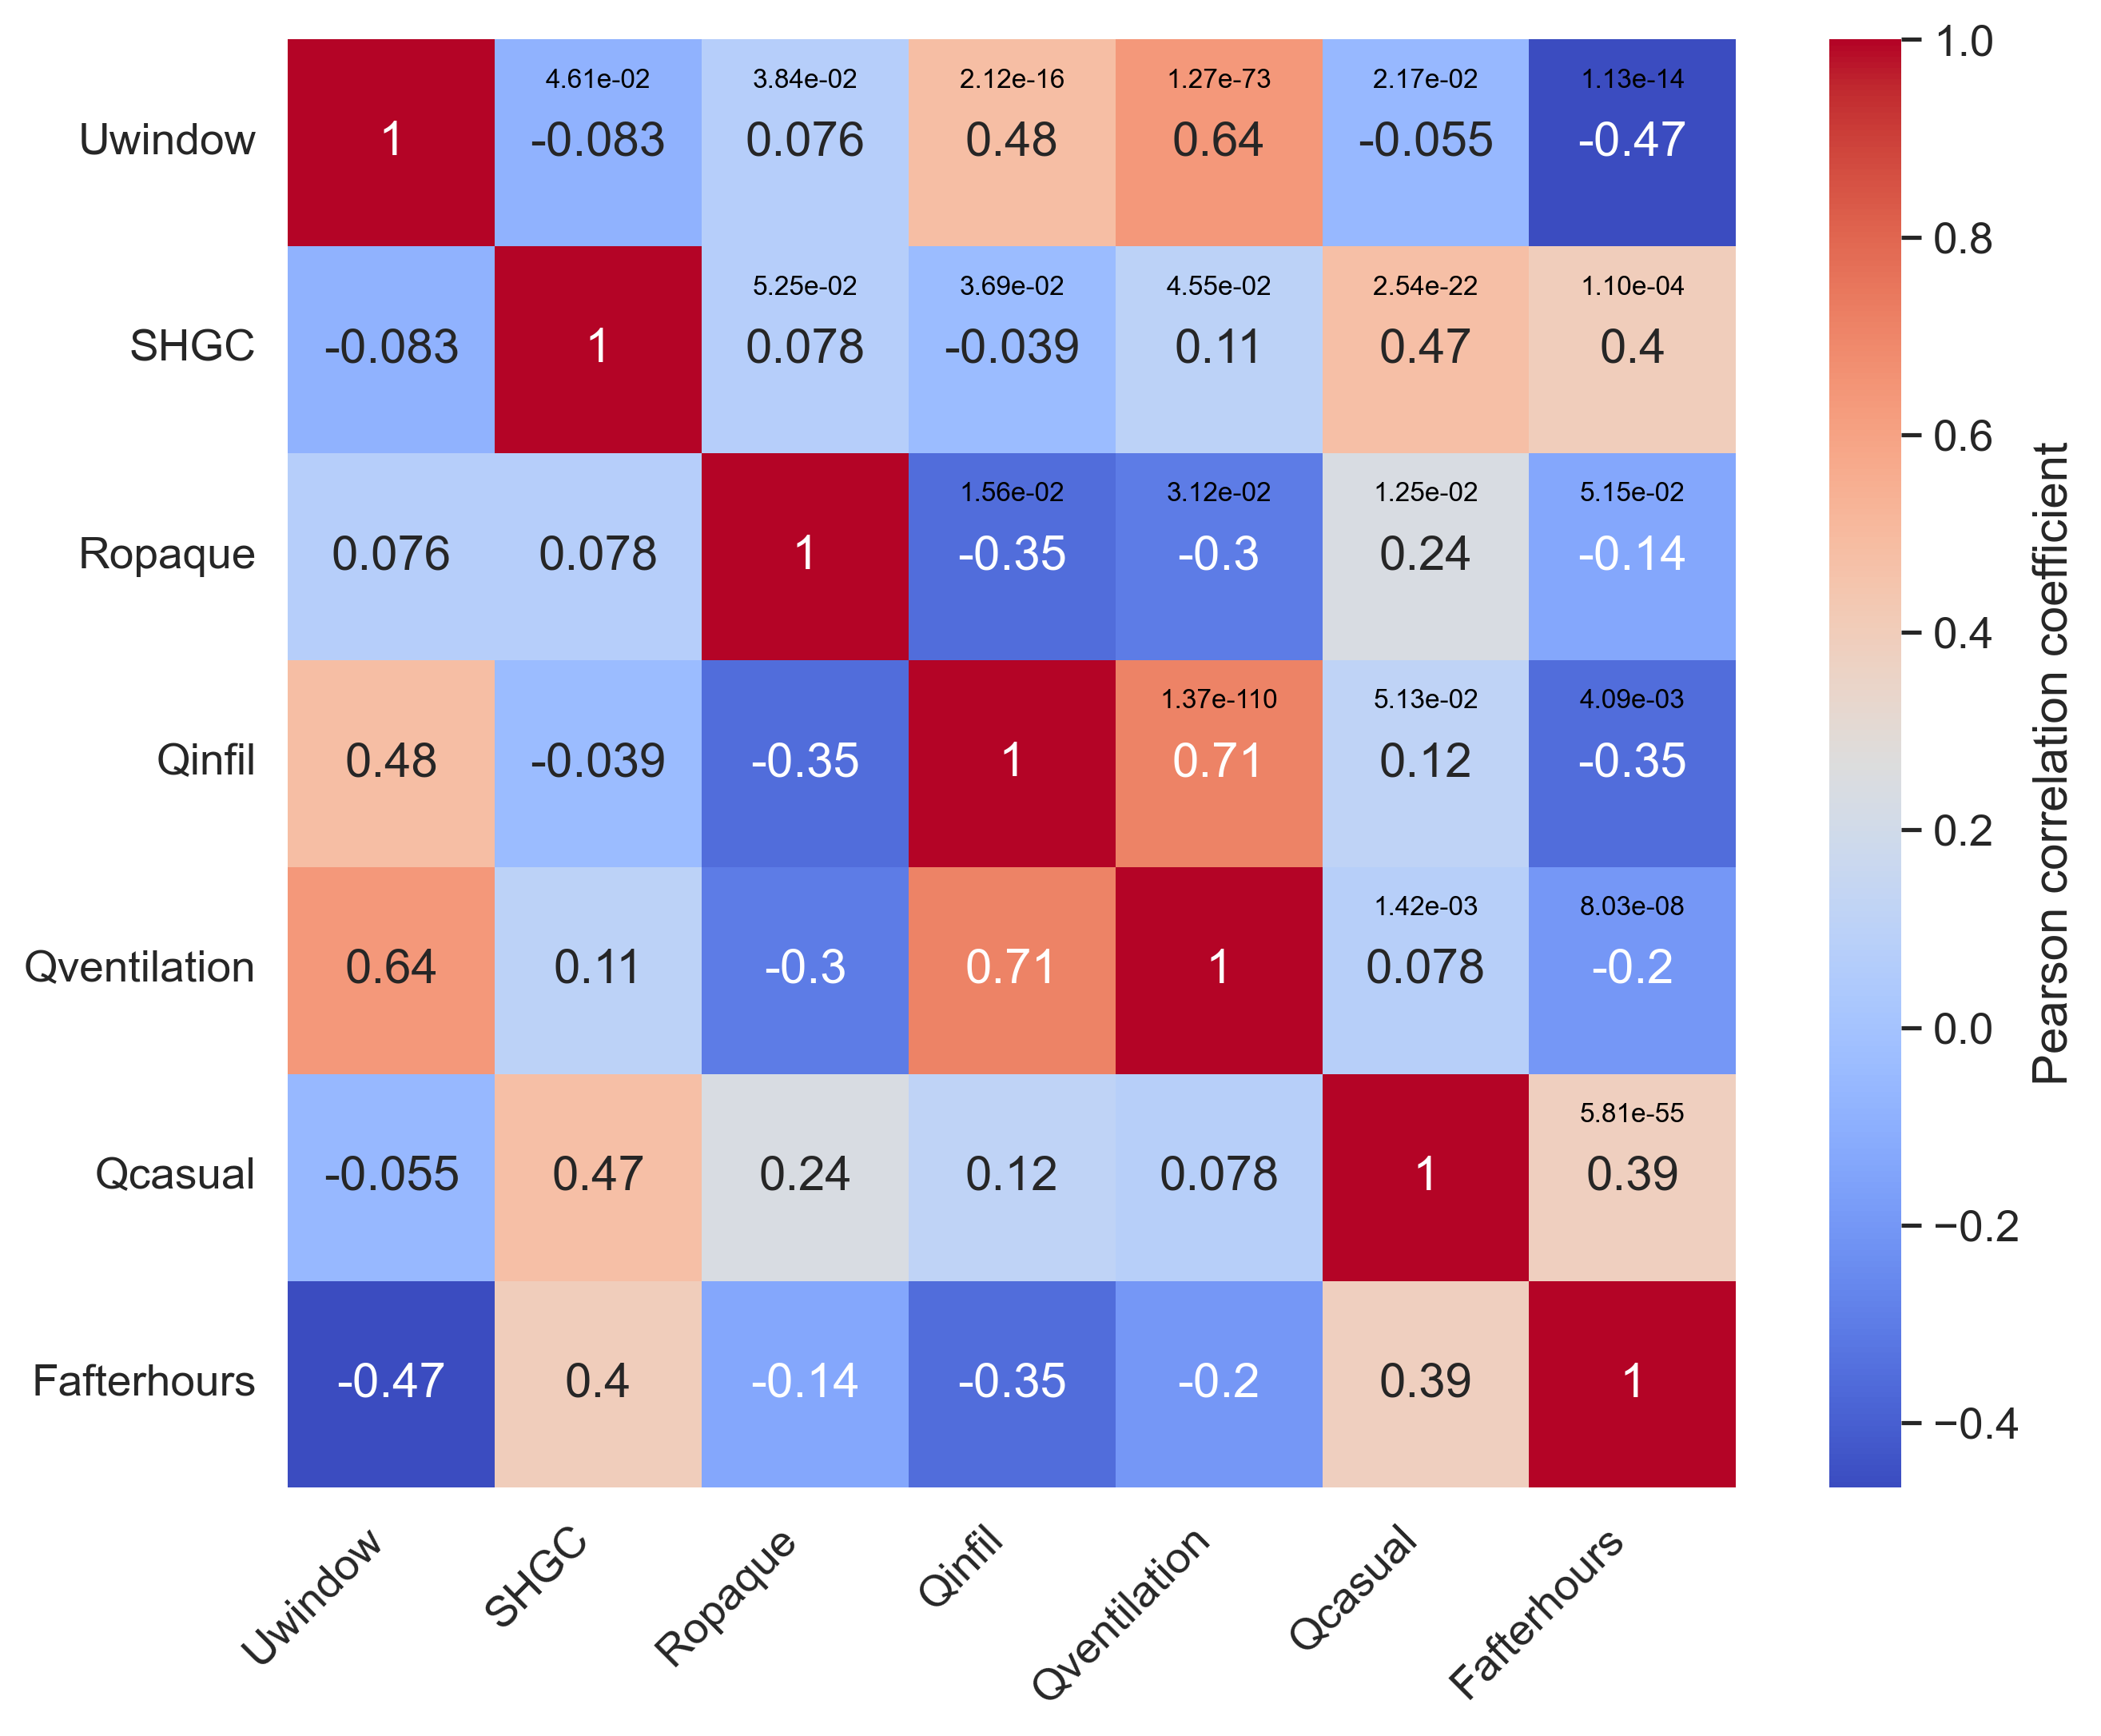 4.61e-02 3.84e-02 2.12e-16 1.27e-73 2.17e-02 1.13e-14
Uwindow 1 -0.083 0.076 0.48 0.64 -0.055 -0.47
5.25e-02 3.69e-02 4.55e-02 2.54e-22 1.10e-04
SHGC -0.083 1 0.078 -0.039 0.11 0.47 0.4
1.56e-02 3.12e-02 1.25e-02 5.15e-02
Ropaque 0.076 0.078 1 -0.35 -0.3 0.24 -0.14
1.37e-110 5.13e-02 4.09e-03
Qinfil 0.48 -0.039 -0.35 1 0.71 0.12 -0.35
1.42e-03 8.03e-08
Qventilation 0.64 0.11 -0.3 0.71 1 0.078 -0.2
5.81e-55
Qcasual -0.055 0.47 0.24 0.12 0.078 1 0.39
Fafterhours -0.47 0.4 -0.14 -0.35 -0.2 0.39 1
Uwindow SHGC Ropaque Qinfil Qventilation Qcasual Fafterhours
1.0
0.8
0.6
0.4
0.2
0.0
−0.2
−0.4
Pearson correlation coefficient